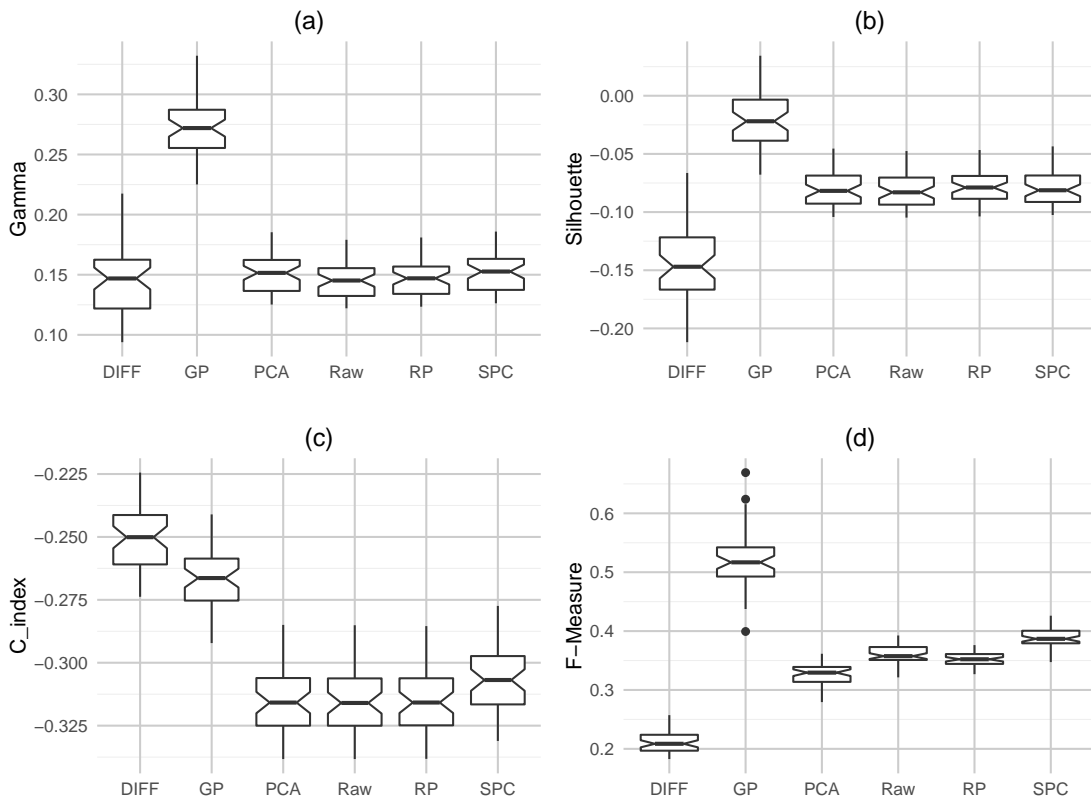 (a)
Gamma
0.30
0.25
0.20
0.15
0.10
DIFF GP PCA Raw RP SPC
(b)
Silhouette
0.00
−0.05
−0.10
−0.15
−0.20
DIFF GP PCA Raw RP SPC
(c)
C_index
−0.225
−0.250
−0.275
−0.300
−0.325
DIFF GP PCA Raw RP SPC
(d)
F−Measure
0.6
0.5
0.4
0.3
0.2
DIFF GP PCA Raw RP SPC